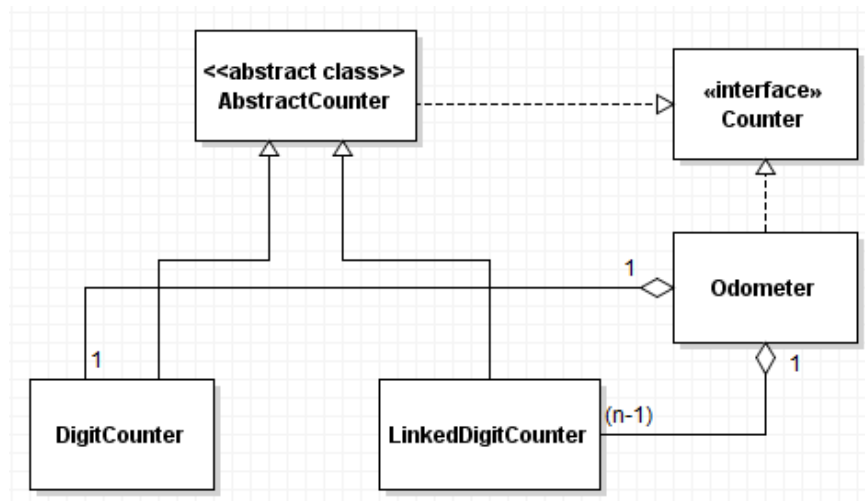 <<abstract class>>
AbstractCounter
«interface»
Counter
1
Odometer
1
1
DigitCounter
LinkedDigitCounter
(n-1)